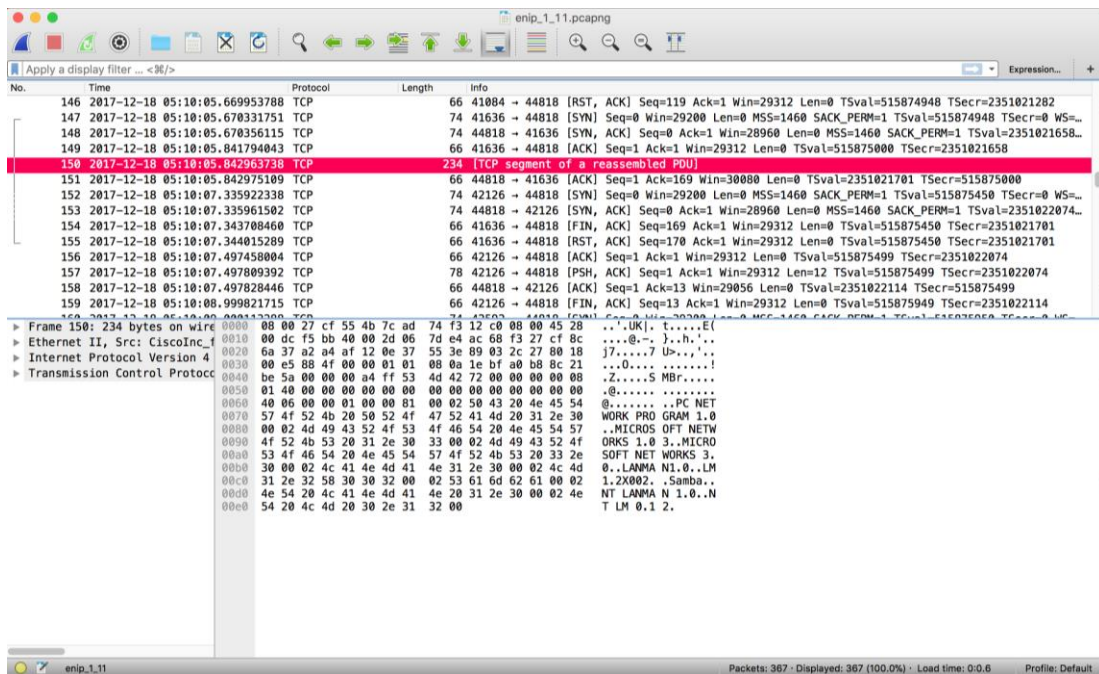 enip_1_11.pcapng
Apply a display filter ... <⌘/>
Expression... +
No. Time Protocol Length Info
146 2017-12-18 05:10:05.669953788 TCP 66 41084 → 44818 [RST, ACK] Seq=119 Ack=1 Win=29312 Len=0 TSval=515874948 TSecr=2351021282
147 2017-12-18 05:10:05.670331751 TCP 74 41636 → 44818 [SYN] Seq=0 Win=29200 Len=0 MSS=1460 SACK_PERM=1 TSval=515874948 TSecr=0 WS=…
148 2017-12-18 05:10:05.670356115 TCP 74 44818 → 41636 [SYN, ACK] Seq=0 Ack=1 Win=28960 Len=0 MSS=1460 SACK_PERM=1 TSval=2351021658…
149 2017-12-18 05:10:05.841794043 TCP 66 41636 → 44818 [ACK] Seq=1 Ack=1 Win=29312 Len=0 TSval=515875000 TSecr=2351021658
150 2017-12-18 05:10:05.842963738 TCP 234 [TCP segment of a reassembled PDU]
151 2017-12-18 05:10:05.842975109 TCP 66 44818 → 41636 [ACK] Seq=1 Ack=169 Win=30080 Len=0 TSval=2351021701 TSecr=515875000
152 2017-12-18 05:10:07.335922338 TCP 74 42126 → 44818 [SYN] Seq=0 Win=29200 Len=0 MSS=1460 SACK_PERM=1 TSval=515875450 TSecr=0 WS=…
153 2017-12-18 05:10:07.335961502 TCP 74 44818 → 42126 [SYN, ACK] Seq=0 Ack=1 Win=28960 Len=0 MSS=1460 SACK_PERM=1 TSval=2351022074…
154 2017-12-18 05:10:07.343708460 TCP 66 41636 → 44818 [FIN, ACK] Seq=169 Ack=1 Win=29312 Len=0 TSval=515875450 TSecr=2351021701
155 2017-12-18 05:10:07.344015289 TCP 66 41636 → 44818 [RST, ACK] Seq=170 Ack=1 Win=29312 Len=0 TSval=515875450 TSecr=2351021701
156 2017-12-18 05:10:07.497458004 TCP 66 42126 → 44818 [ACK] Seq=1 Ack=1 Win=29312 Len=0 TSval=515875499 TSecr=2351022074
157 2017-12-18 05:10:07.497809392 TCP 78 42126 → 44818 [PSH, ACK] Seq=1 Ack=1 Win=29312 Len=12 TSval=515875499 TSecr=2351022074
158 2017-12-18 05:10:07.497828446 TCP 66 44818 → 42126 [ACK] Seq=1 Ack=13 Win=29056 Len=0 TSval=2351022114 TSecr=515875499
159 2017-12-18 05:10:08.999821715 TCP 66 42126 → 44818 [FIN, ACK] Seq=13 Ack=1 Win=29312 Len=0 TSval=515875949 TSecr=2351022114
Frame 150: 234 bytes on wire
Ethernet II, Src: CiscoInc_f
Internet Protocol Version 4
Transmission Control Protoco
0000 08 00 27 cf 55 4b 7c ad 74 f3 12 c0 08 00 45 28 ..'.UK|. t.....E(
0010 00 dc f5 bb 40 00 2d 06 7d e4 ac 68 f3 27 cf 8c ....@.-. }..h.'..
0020 6a 37 a2 a4 af 12 0e 37 55 3e 89 03 2c 27 80 18 j7.....7 U>..,'..
0030 00 e5 88 4f 00 00 01 01 08 0a 1e bf a0 b8 8c 21 ...O.... .......!
0040 be 5a 00 00 00 a4 ff 53 4d 42 72 00 00 00 00 08 .Z.....S MBr.....
0050 01 40 00 00 00 00 00 00 00 00 00 00 00 00 00 00 .@...... ........
0060 40 06 00 00 01 00 00 81 00 02 50 43 20 4e 45 54 @....... ..PC NET
0070 57 4f 52 4b 20 50 52 4f 47 52 41 4d 20 31 2e 30 WORK PRO GRAM 1.0
0080 00 02 4d 49 43 52 4f 53 4f 46 54 20 4e 45 54 57 ..MICROS OFT NETW
0090 4f 52 4b 53 20 31 2e 30 33 00 02 4d 49 43 52 4f ORKS 1.0 3..MICRO
00a0 53 4f 46 54 20 4e 45 54 57 4f 52 4b 53 20 33 2e SOFT NET WORKS 3.
00b0 30 00 02 4c 41 4e 4d 41 4e 31 2e 30 00 02 4c 4d 0..LANMA N1.0..LM
00c0 31 2e 32 58 30 30 32 00 02 53 61 6d 62 61 00 02 1.2X002. .Samba..
00d0 4e 54 20 4c 41 4e 4d 41 4e 20 31 2e 30 00 02 4e NT LANMA N 1.0..N
00e0 54 20 4c 4d 20 30 2e 31 32 00 T LM 0.1 2.
enip_1_11
Packets: 367 · Displayed: 367 (100.0%) · Load time: 0:0.6
Profile: Default